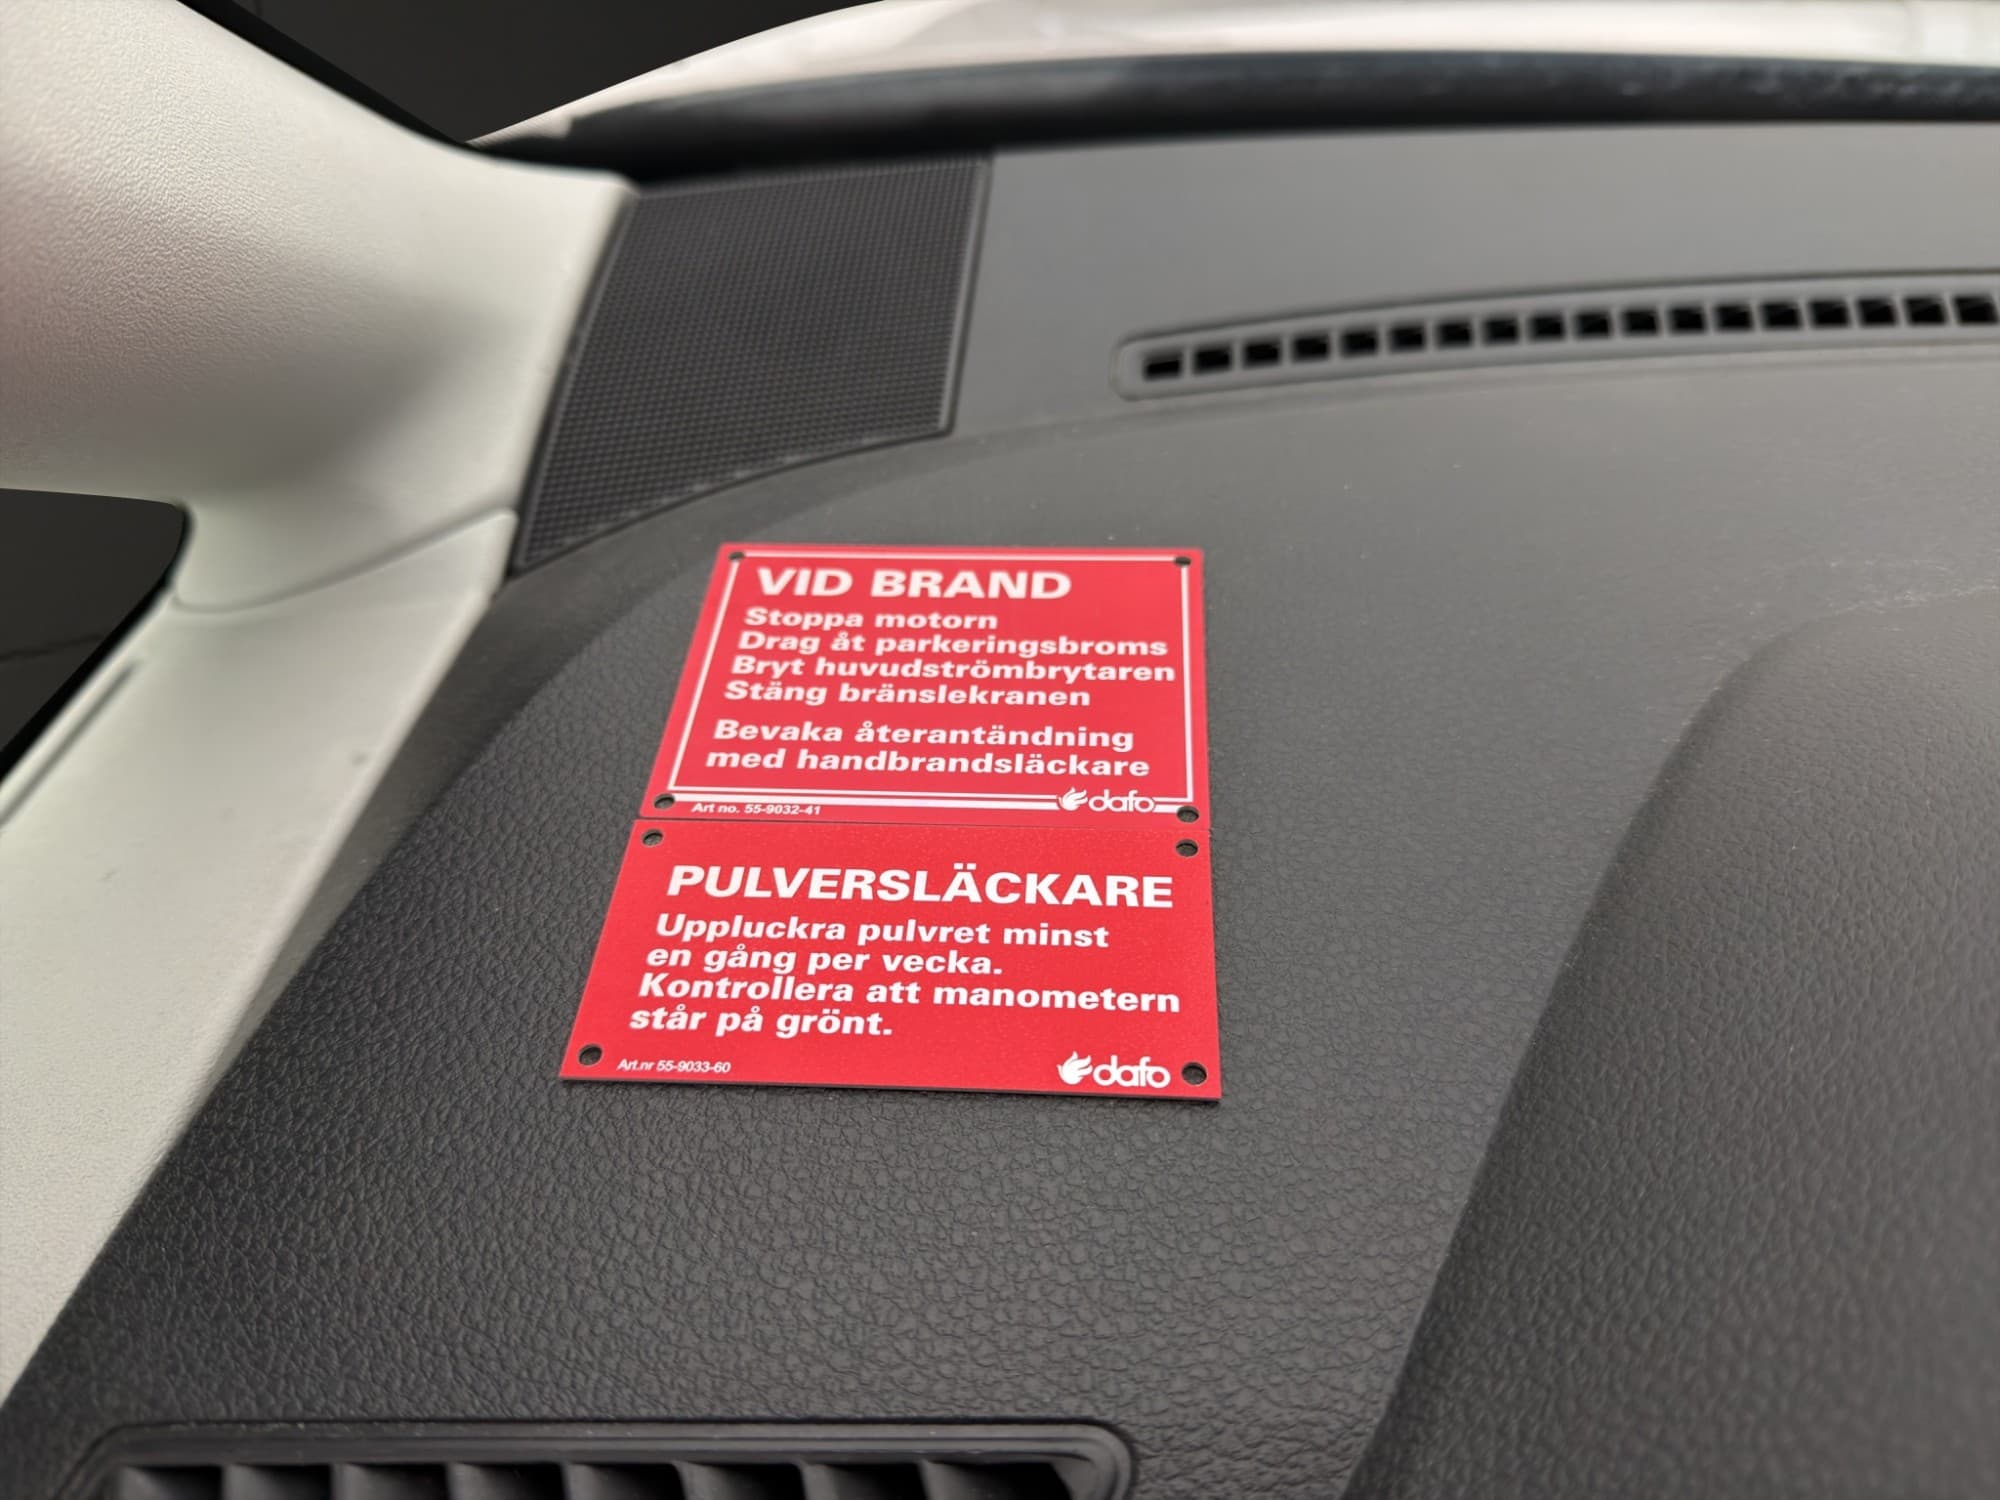 VID BRAND
Stoppa motorn
Drag åt parkeringsbroms
Bryt huvudströmbrytaren
Stäng bränslekranen
Bevaka återantändning
med handbrandsläckare
Art no. 55-9032-41
dafo
PULVERSLÄCKARE
Uppluckra pulvret minst
en gång per vecka.
Kontrollera att manometern
står på grönt.
Art.nr 55-9033-60
dafo